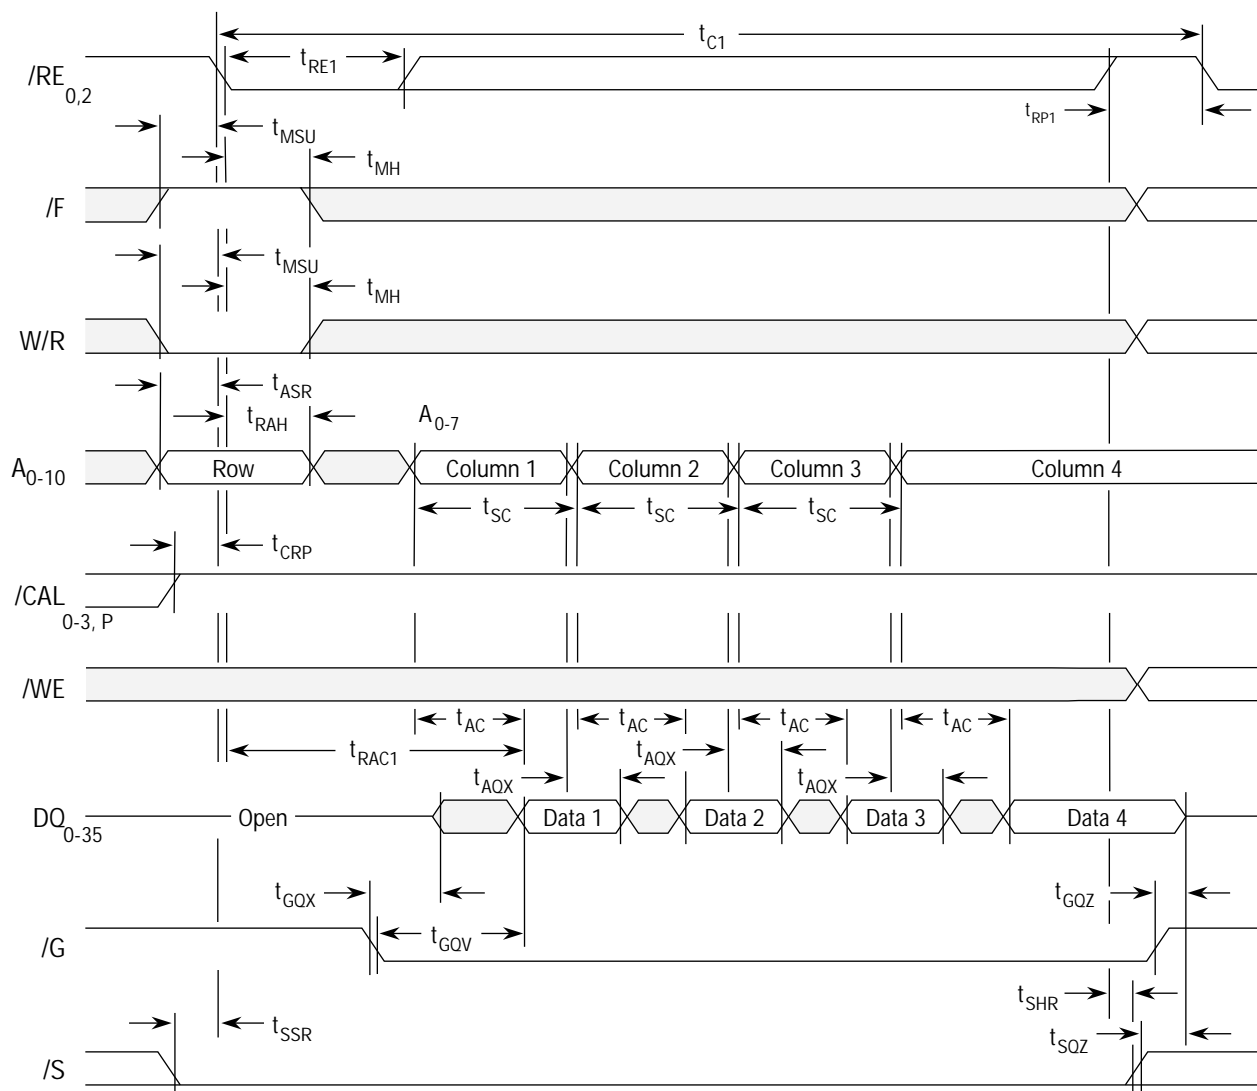 tC1
tRE1
/RE0,2
tRP1
tMSU
tMH
/F
tMSU
tMH
W/R
tASR
tRAH
A0-7
A0-10 Row Column 1 Column 2 Column 3 Column 4
tSC tSC tSC
tCRP
/CAL0-3, P
/WE
tAC tAC tAC tAC
tRAC1 tAQX
tAQX tAQX
DQ0-35 Open Data 1 Data 2 Data 3 Data 4
tGQX tGQZ
tGQV
/G
tSHR
tSSR tSQZ
/S